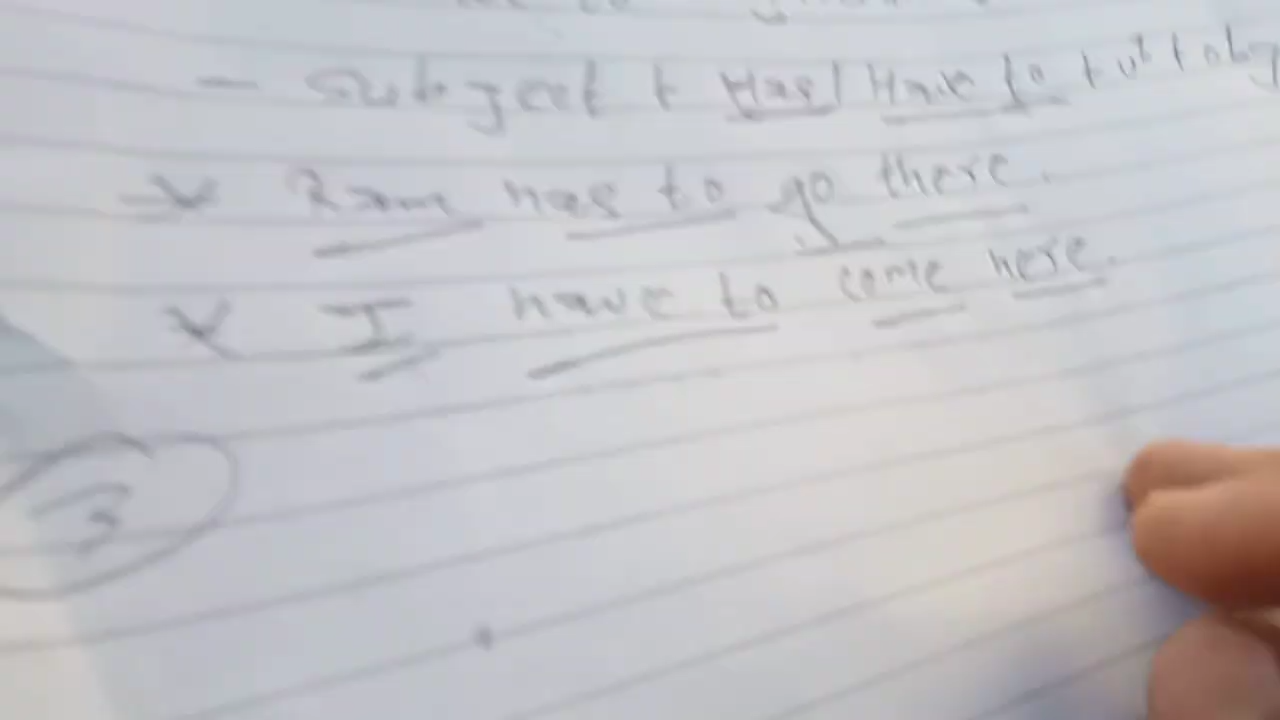 - Subject + Has/Have to + v¹ + obj
Ram has to go there.
I have to come here.
3